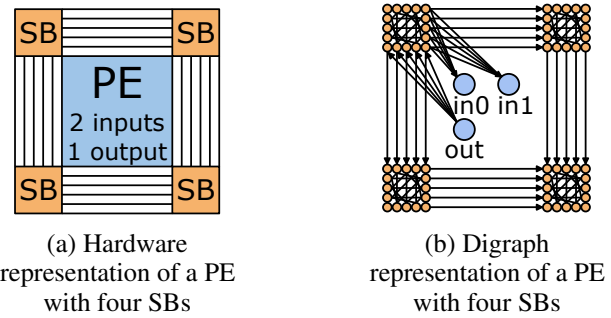 SB SB
PE
2 inputs
1 output
SB SB
in0 in1
out
(a) Hardware
representation of a PE
with four SBs
(b) Digraph
representation of a PE
with four SBs